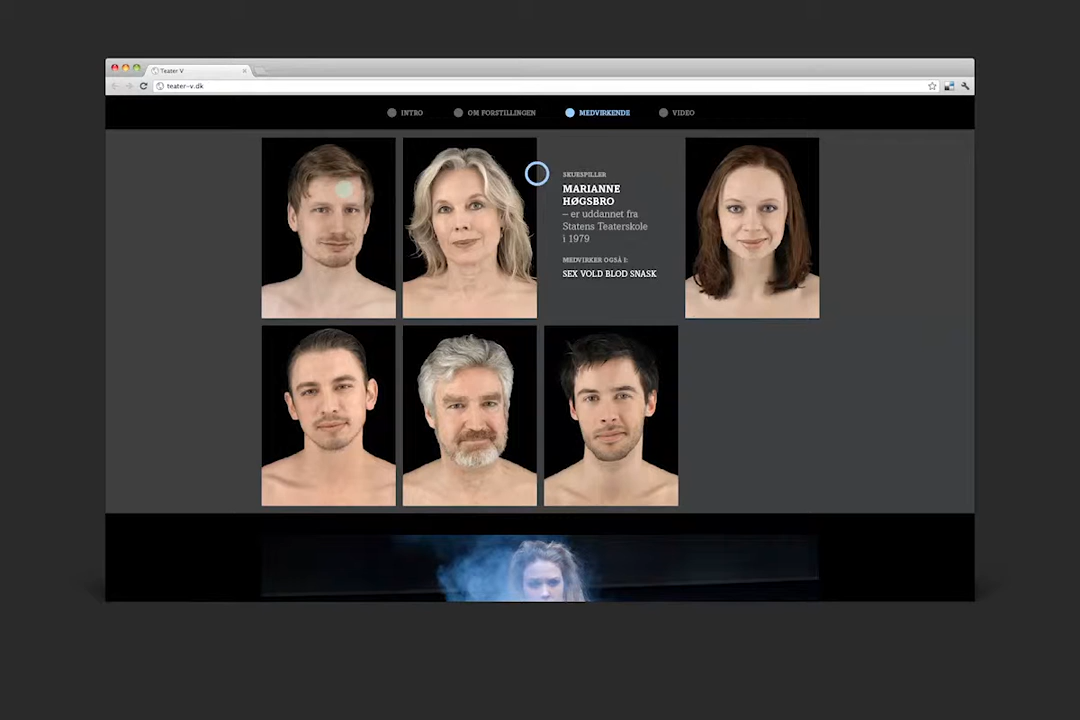 Teater V
teater-v.dk
INTRO
OM FORSTILLINGEN
MEDVIRKENDE
VIDEO
SKUESPILLER
MARIANNE
HØGSBRO
– er uddannet fra
Statens Teaterskole
i 1979
MEDVIRKER OGSÅ I:
SEX VOLD BLOD SNASK